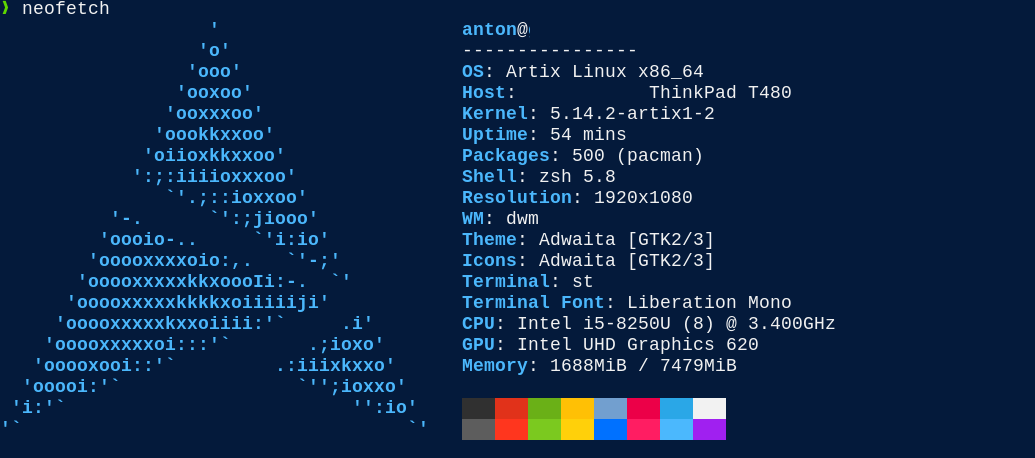 ❯ neofetch
'
'o'
'ooo'
'ooxoo'
'ooxxxoo'
'oookkxxoo'
'oiioxkkxxoo'
':;:iiiioxxxoo'
`'.;::ioxxoo'
'-.      `':;jiooo'
'oooio-..     `'i:io'
'ooooxxxxoio:,.   `'-;'
'ooooxxxxxkkxoooIi:-.  `'
'ooooxxxxxkkkkxoiiiiiji'
'ooooxxxxxkxxoiiii:'`     .i'
'ooooxxxxxoi:::'`       .;ioxo'
'ooooxooi::'`         .:iiixkxxo'
'ooooi:'`                `'';ioxxo'
'i:'`                          '':io'
'`                                   `'
anton@
----------------
OS: Artix Linux x86_64
Host: ThinkPad T480
Kernel: 5.14.2-artix1-2
Uptime: 54 mins
Packages: 500 (pacman)
Shell: zsh 5.8
Resolution: 1920x1080
WM: dwm
Theme: Adwaita [GTK2/3]
Icons: Adwaita [GTK2/3]
Terminal: st
Terminal Font: Liberation Mono
CPU: Intel i5-8250U (8) @ 3.400GHz
GPU: Intel UHD Graphics 620
Memory: 1688MiB / 7479MiB